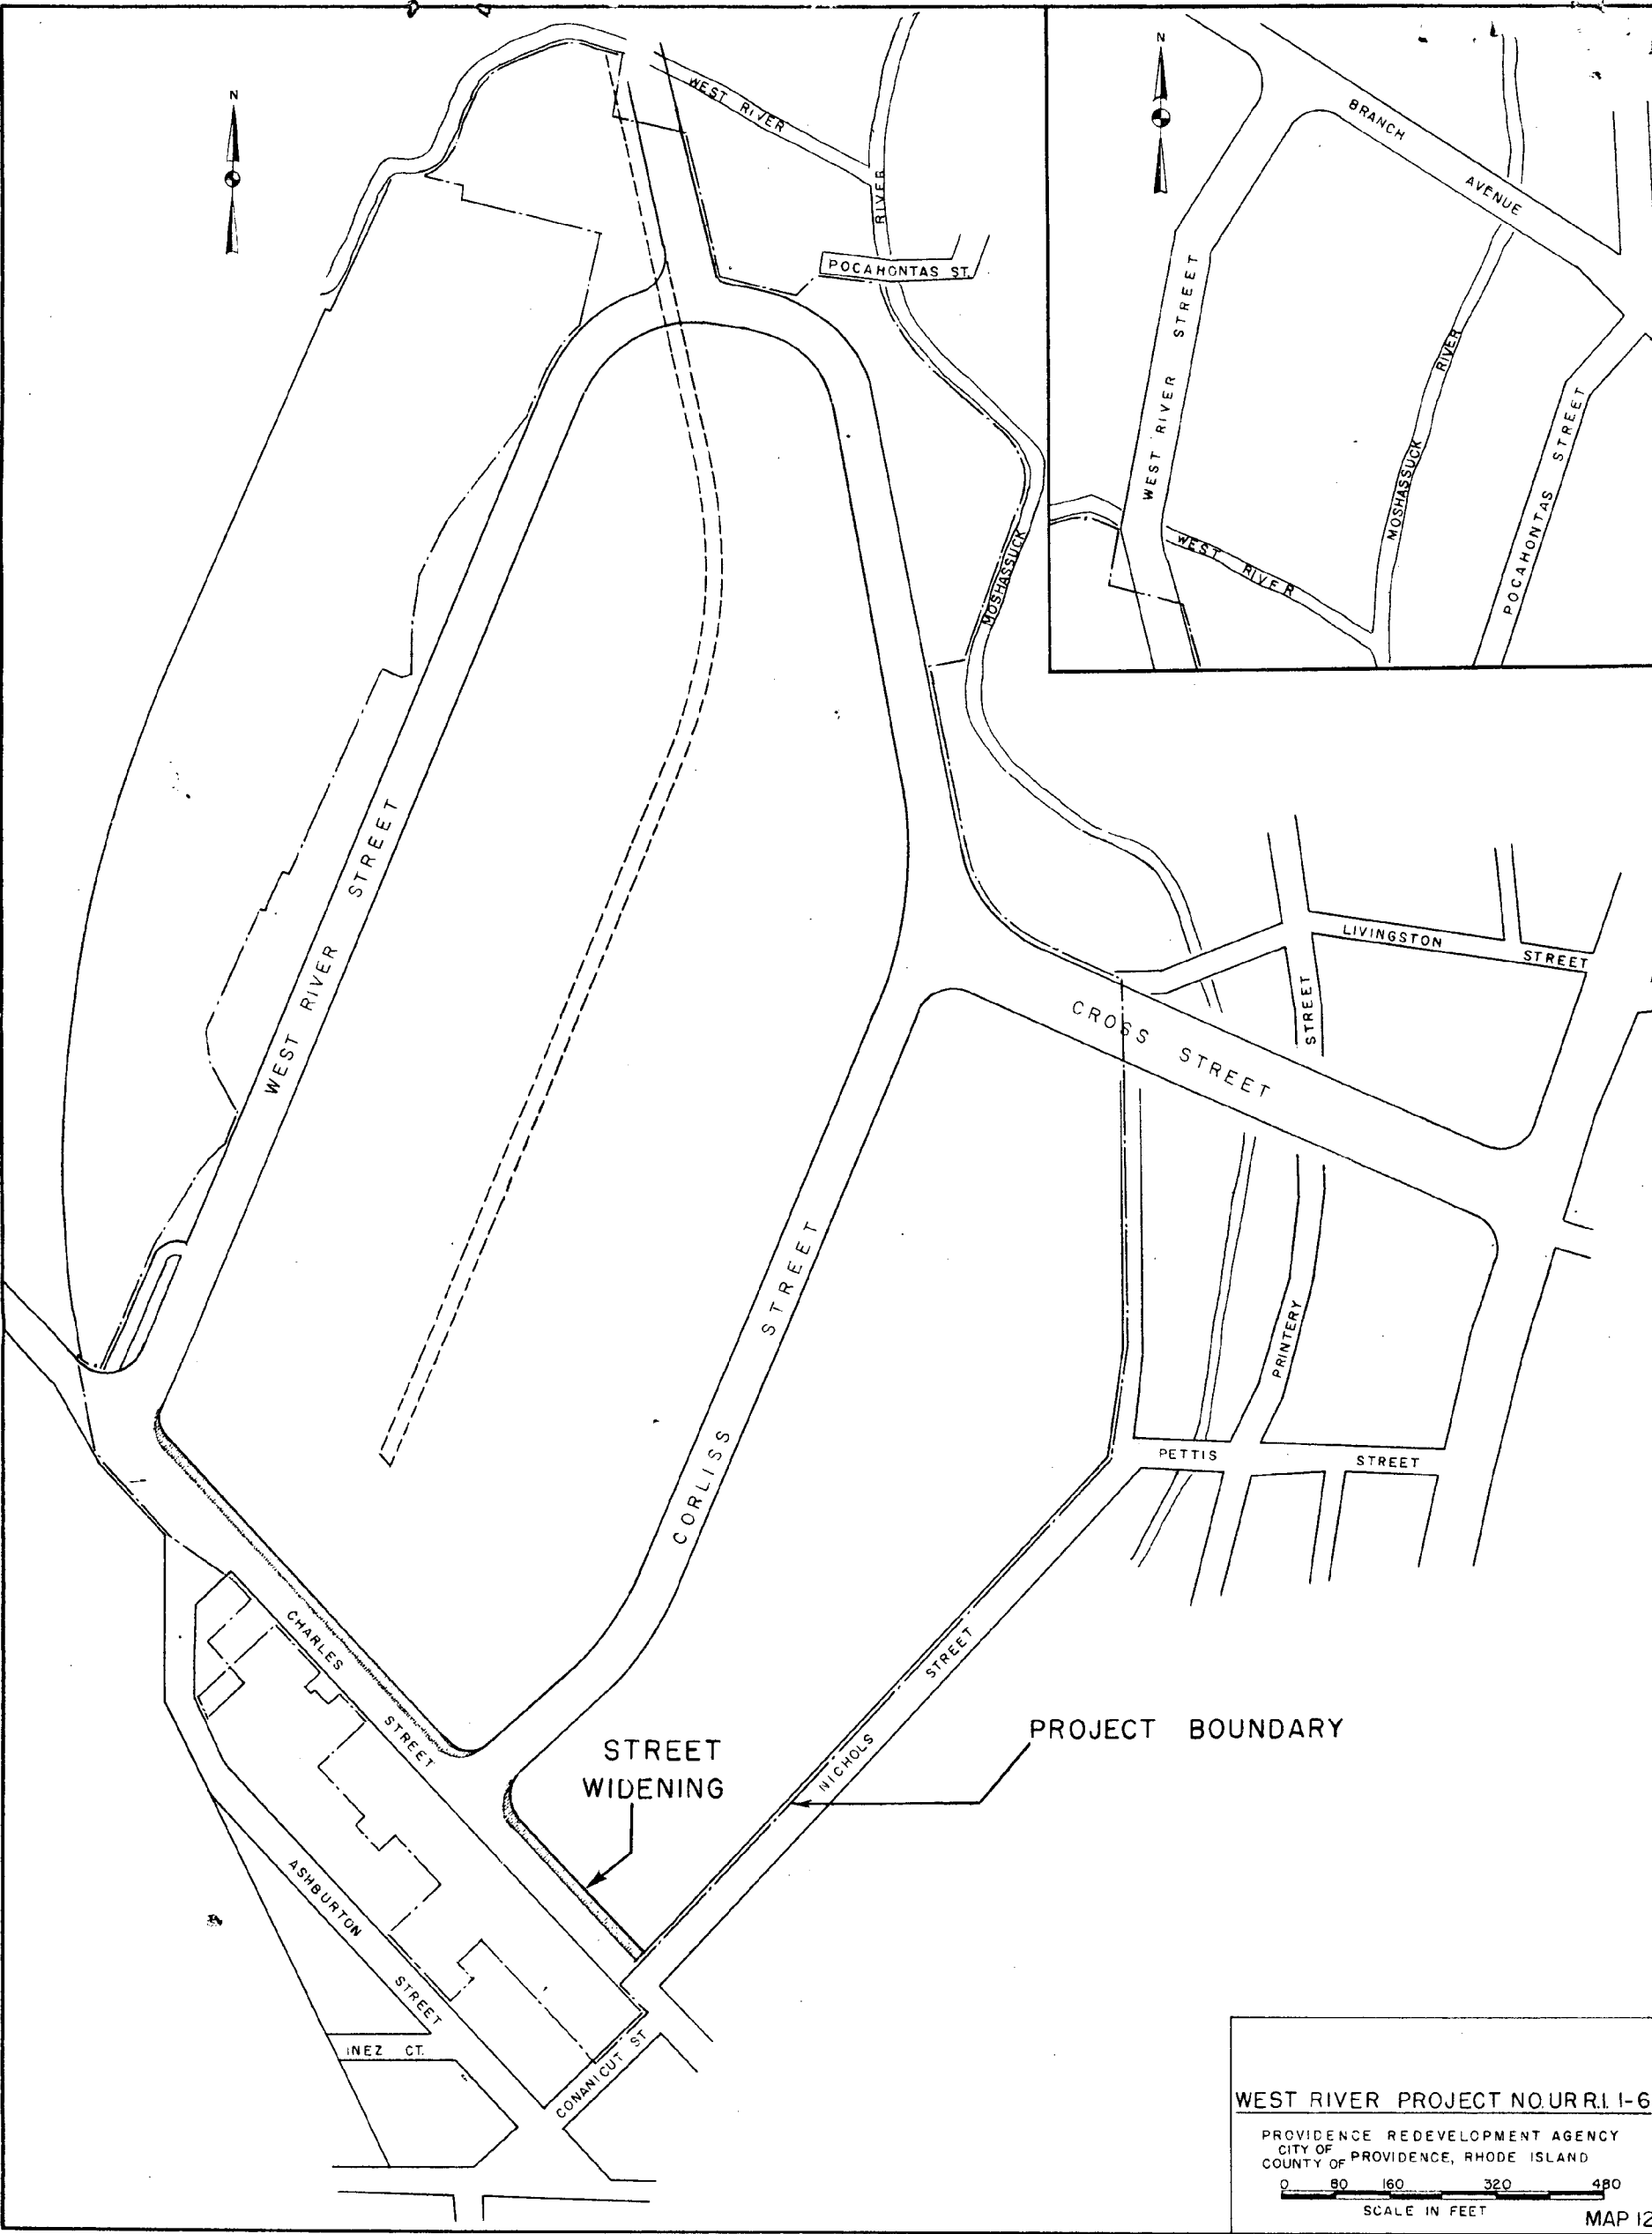 N
WEST RIVER
RIVER
POCAHONTAS ST.
MOSHASSUCK
N
BRANCH
AVENUE
WEST RIVER STREET
RIVER
MOSHASSUCK
POCAHONTAS STREET
WEST RIVER
WEST RIVER STREET
LIVINGSTON
STREET
STREET
CROSS STREET
PRINTERY
CORLISS STREET
PETTIS
STREET
CHARLES
STREET
NICHOLS
STREET
STREET
WIDENING
PROJECT BOUNDARY
ASHBURTON
STREET
INEZ CT.
CONANICUT ST
WEST RIVER PROJECT NO. UR R.I. 1-6
PROVIDENCE REDEVELOPMENT AGENCY
CITY OF
COUNTY OF PROVIDENCE, RHODE ISLAND
0 80 160 320 480
SCALE IN FEET
MAP 12